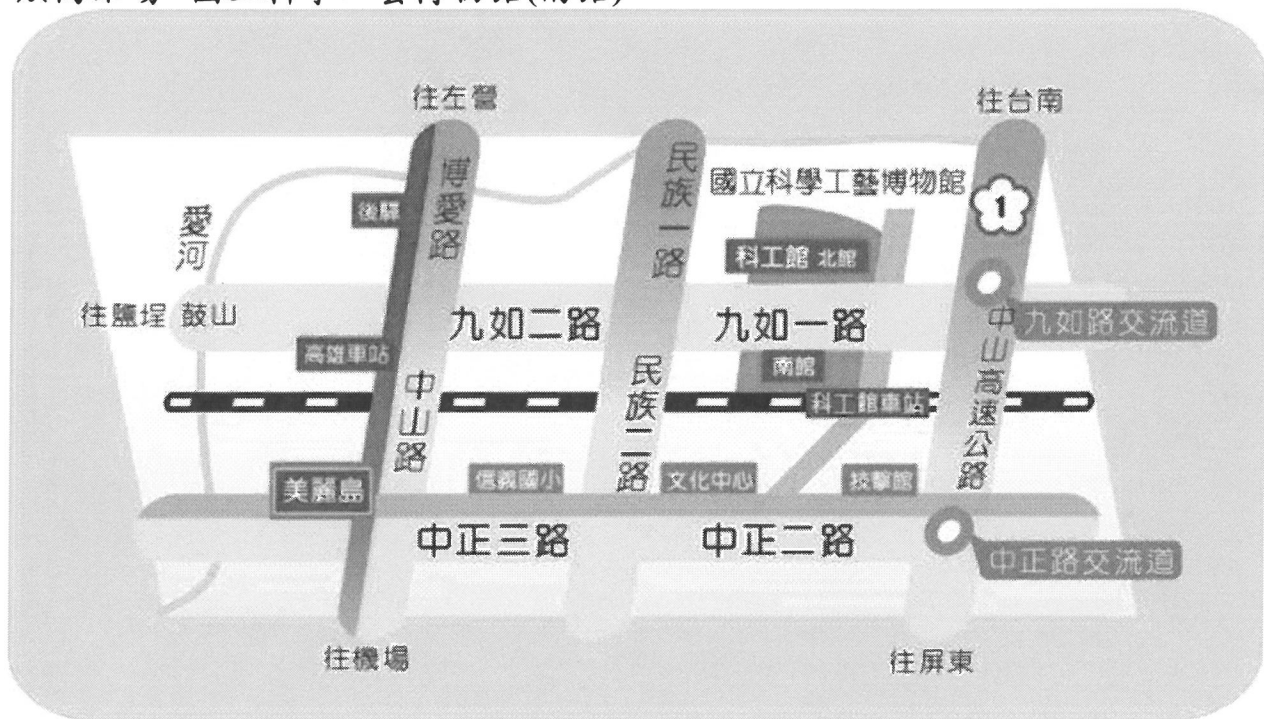 往左營
往台南
博愛路
民族一路
國立科學工藝博物館
1
愛河
後驛
科工館 北館
往鹽埕 鼓山
九如二路
九如一路
九如路交流道
高雄車站
南館
中山路
民族二路
科工館車站
中山高速公路
美麗島
信義國小
文化中心
技擊館
中正三路
中正二路
中正路交流道
往機場
往屏東